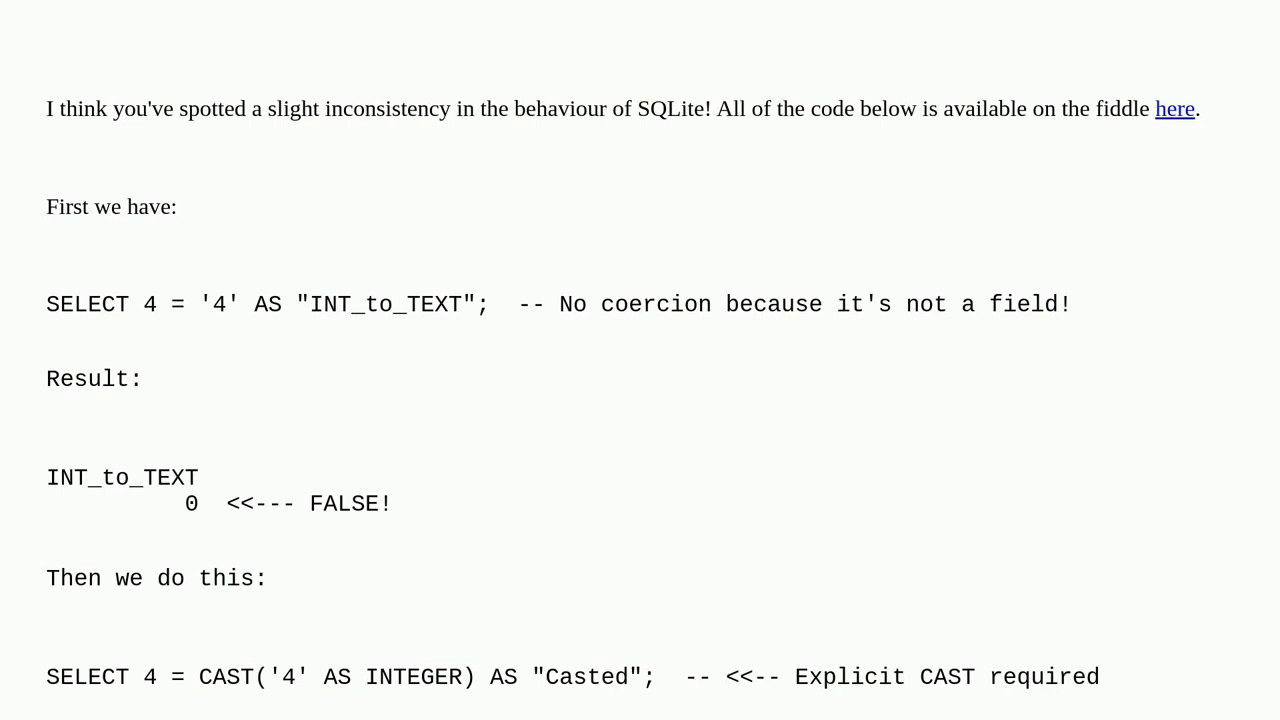 I think you've spotted a slight inconsistency in the behaviour of SQLite! All of the code below is available on the fiddle here.
First we have:
SELECT 4 = '4' AS "INT_to_TEXT";  -- No coercion because it's not a field!
Result:
INT_to_TEXT
          0  <<--- FALSE!
Then we do this:
SELECT 4 = CAST('4' AS INTEGER) AS "Casted";  -- <<-- Explicit CAST required